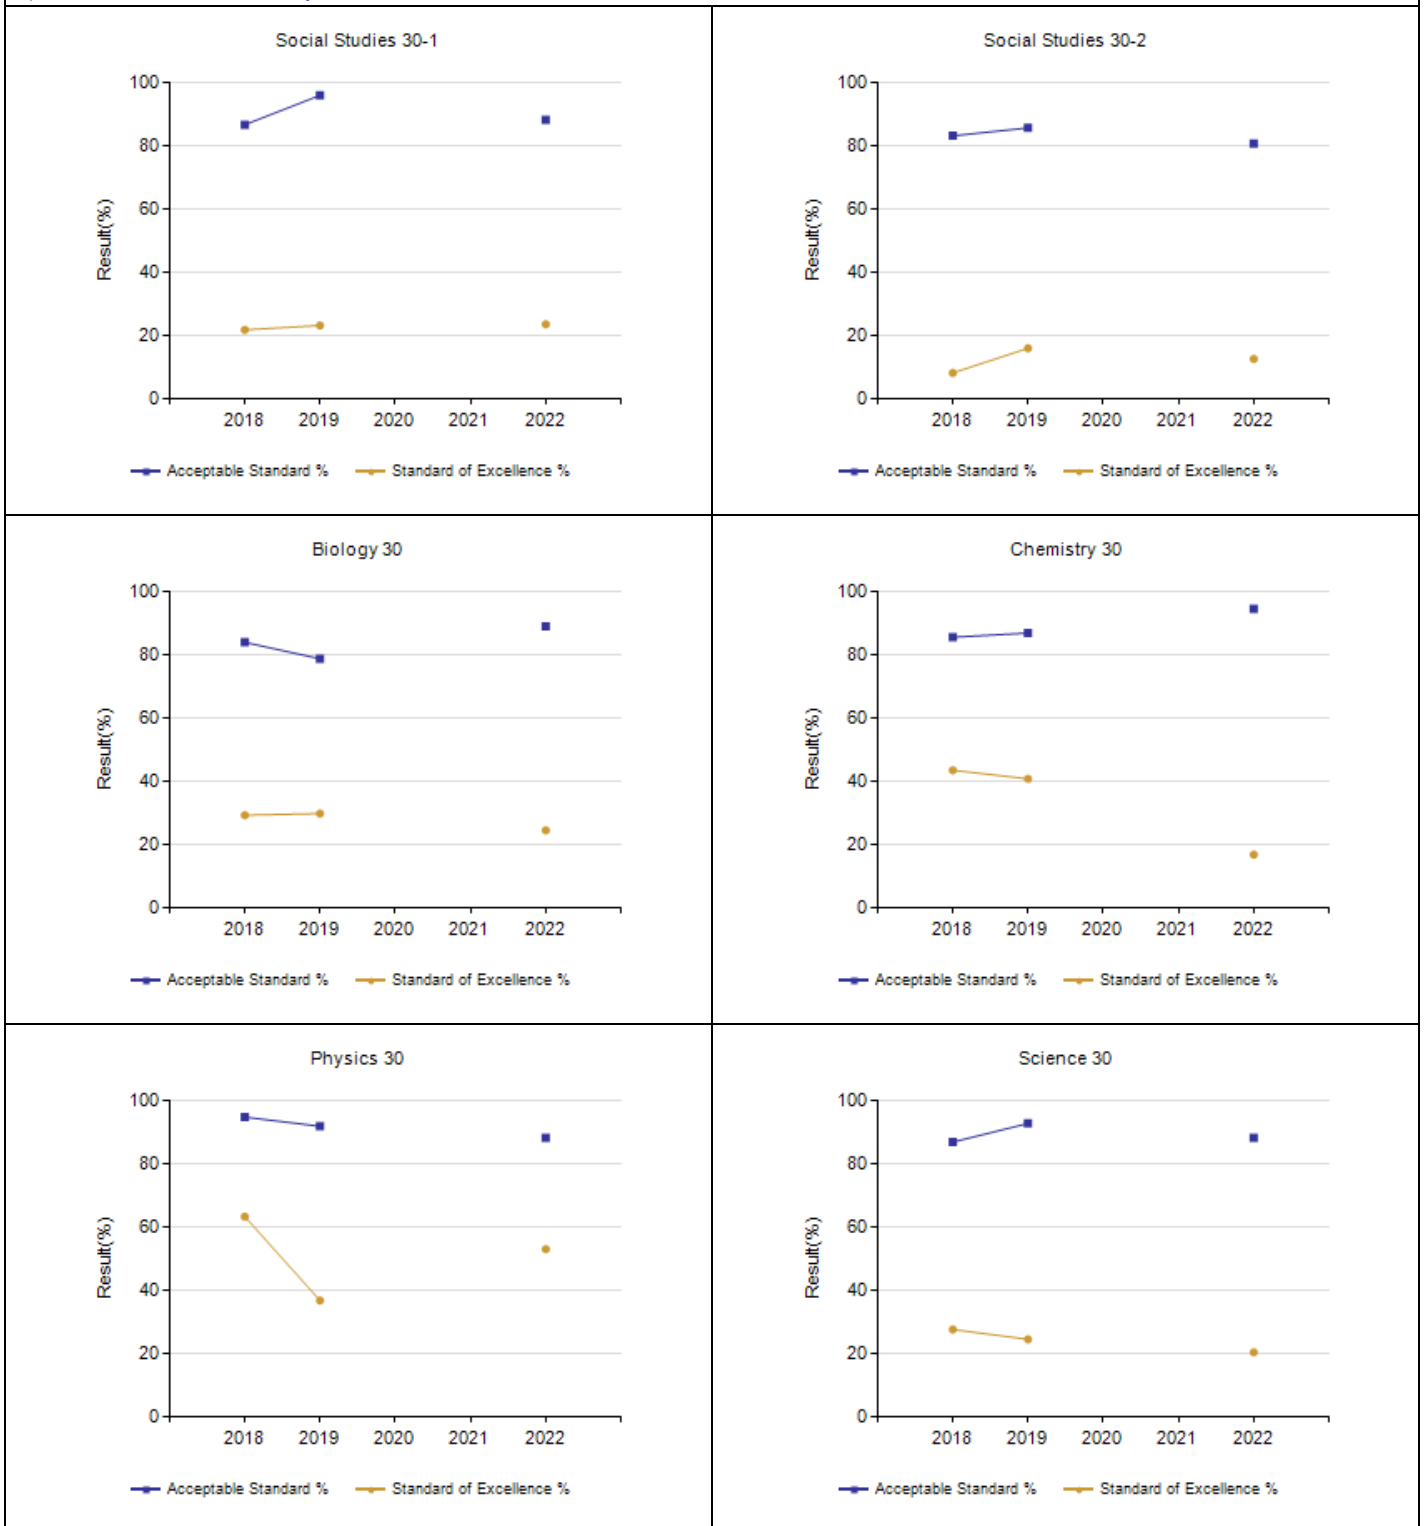 Social Studies 30-1
100
80
60
40
20
0
Result(%)
2018 2019 2020 2021 2022
Acceptable Standard % Standard of Excellence %
Social Studies 30-2
100
80
60
40
20
0
Result(%)
2018 2019 2020 2021 2022
Acceptable Standard % Standard of Excellence %
Biology 30
100
80
60
40
20
0
Result(%)
2018 2019 2020 2021 2022
Acceptable Standard % Standard of Excellence %
Chemistry 30
100
80
60
40
20
0
Result(%)
2018 2019 2020 2021 2022
Acceptable Standard % Standard of Excellence %
Physics 30
100
80
60
40
20
0
Result(%)
2018 2019 2020 2021 2022
Acceptable Standard % Standard of Excellence %
Science 30
100
80
60
40
20
0
Result(%)
2018 2019 2020 2021 2022
Acceptable Standard % Standard of Excellence %